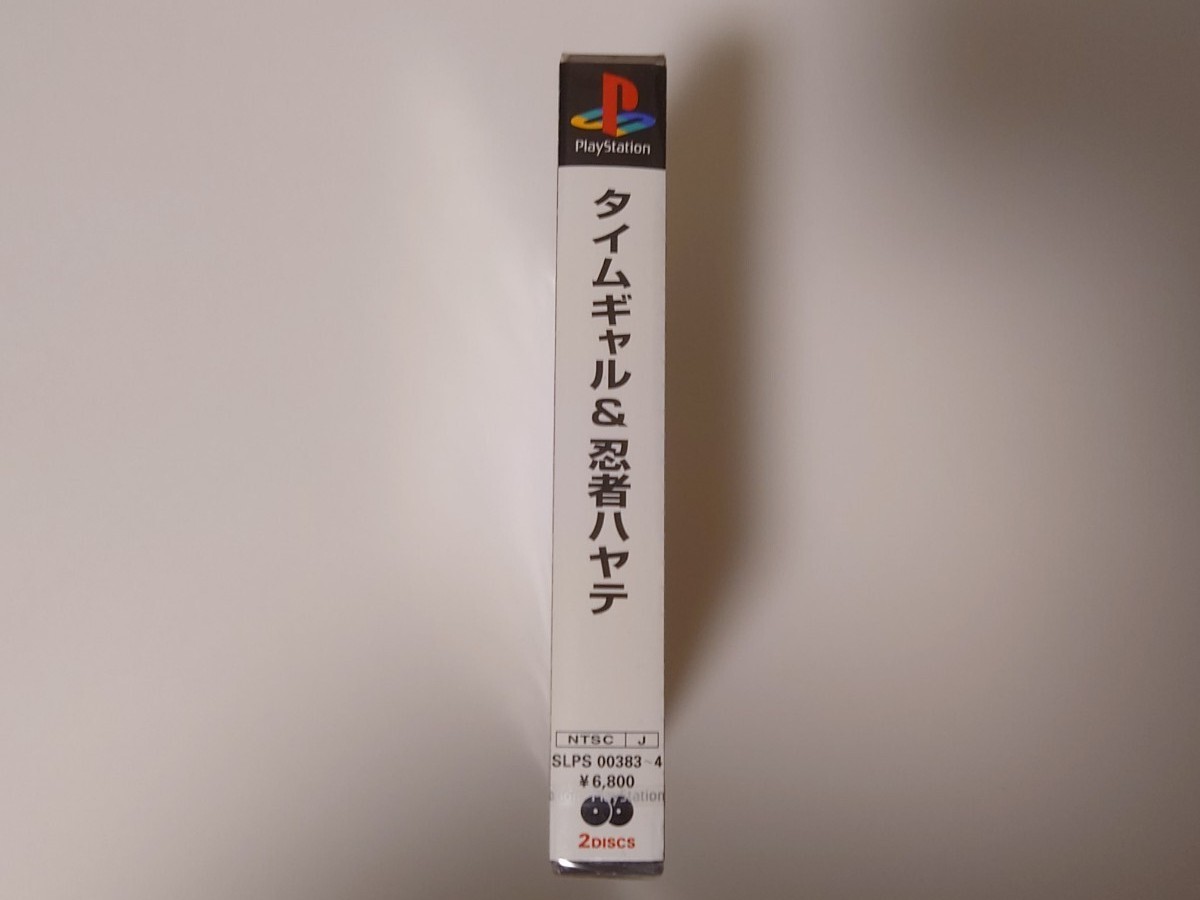 PlayStation
タイムギャル&忍者ハヤテ
NTSC J
SLPS 00383~4
¥6,800
2DISCS